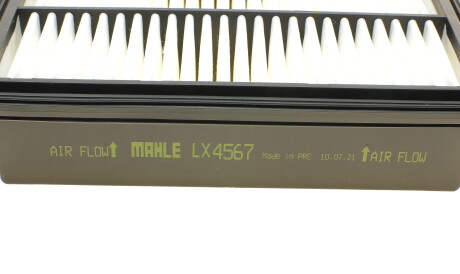 AIR FLOW↑ MAHLE LX4567 Made in PRC 10.07.21 ↑AIR FLOW